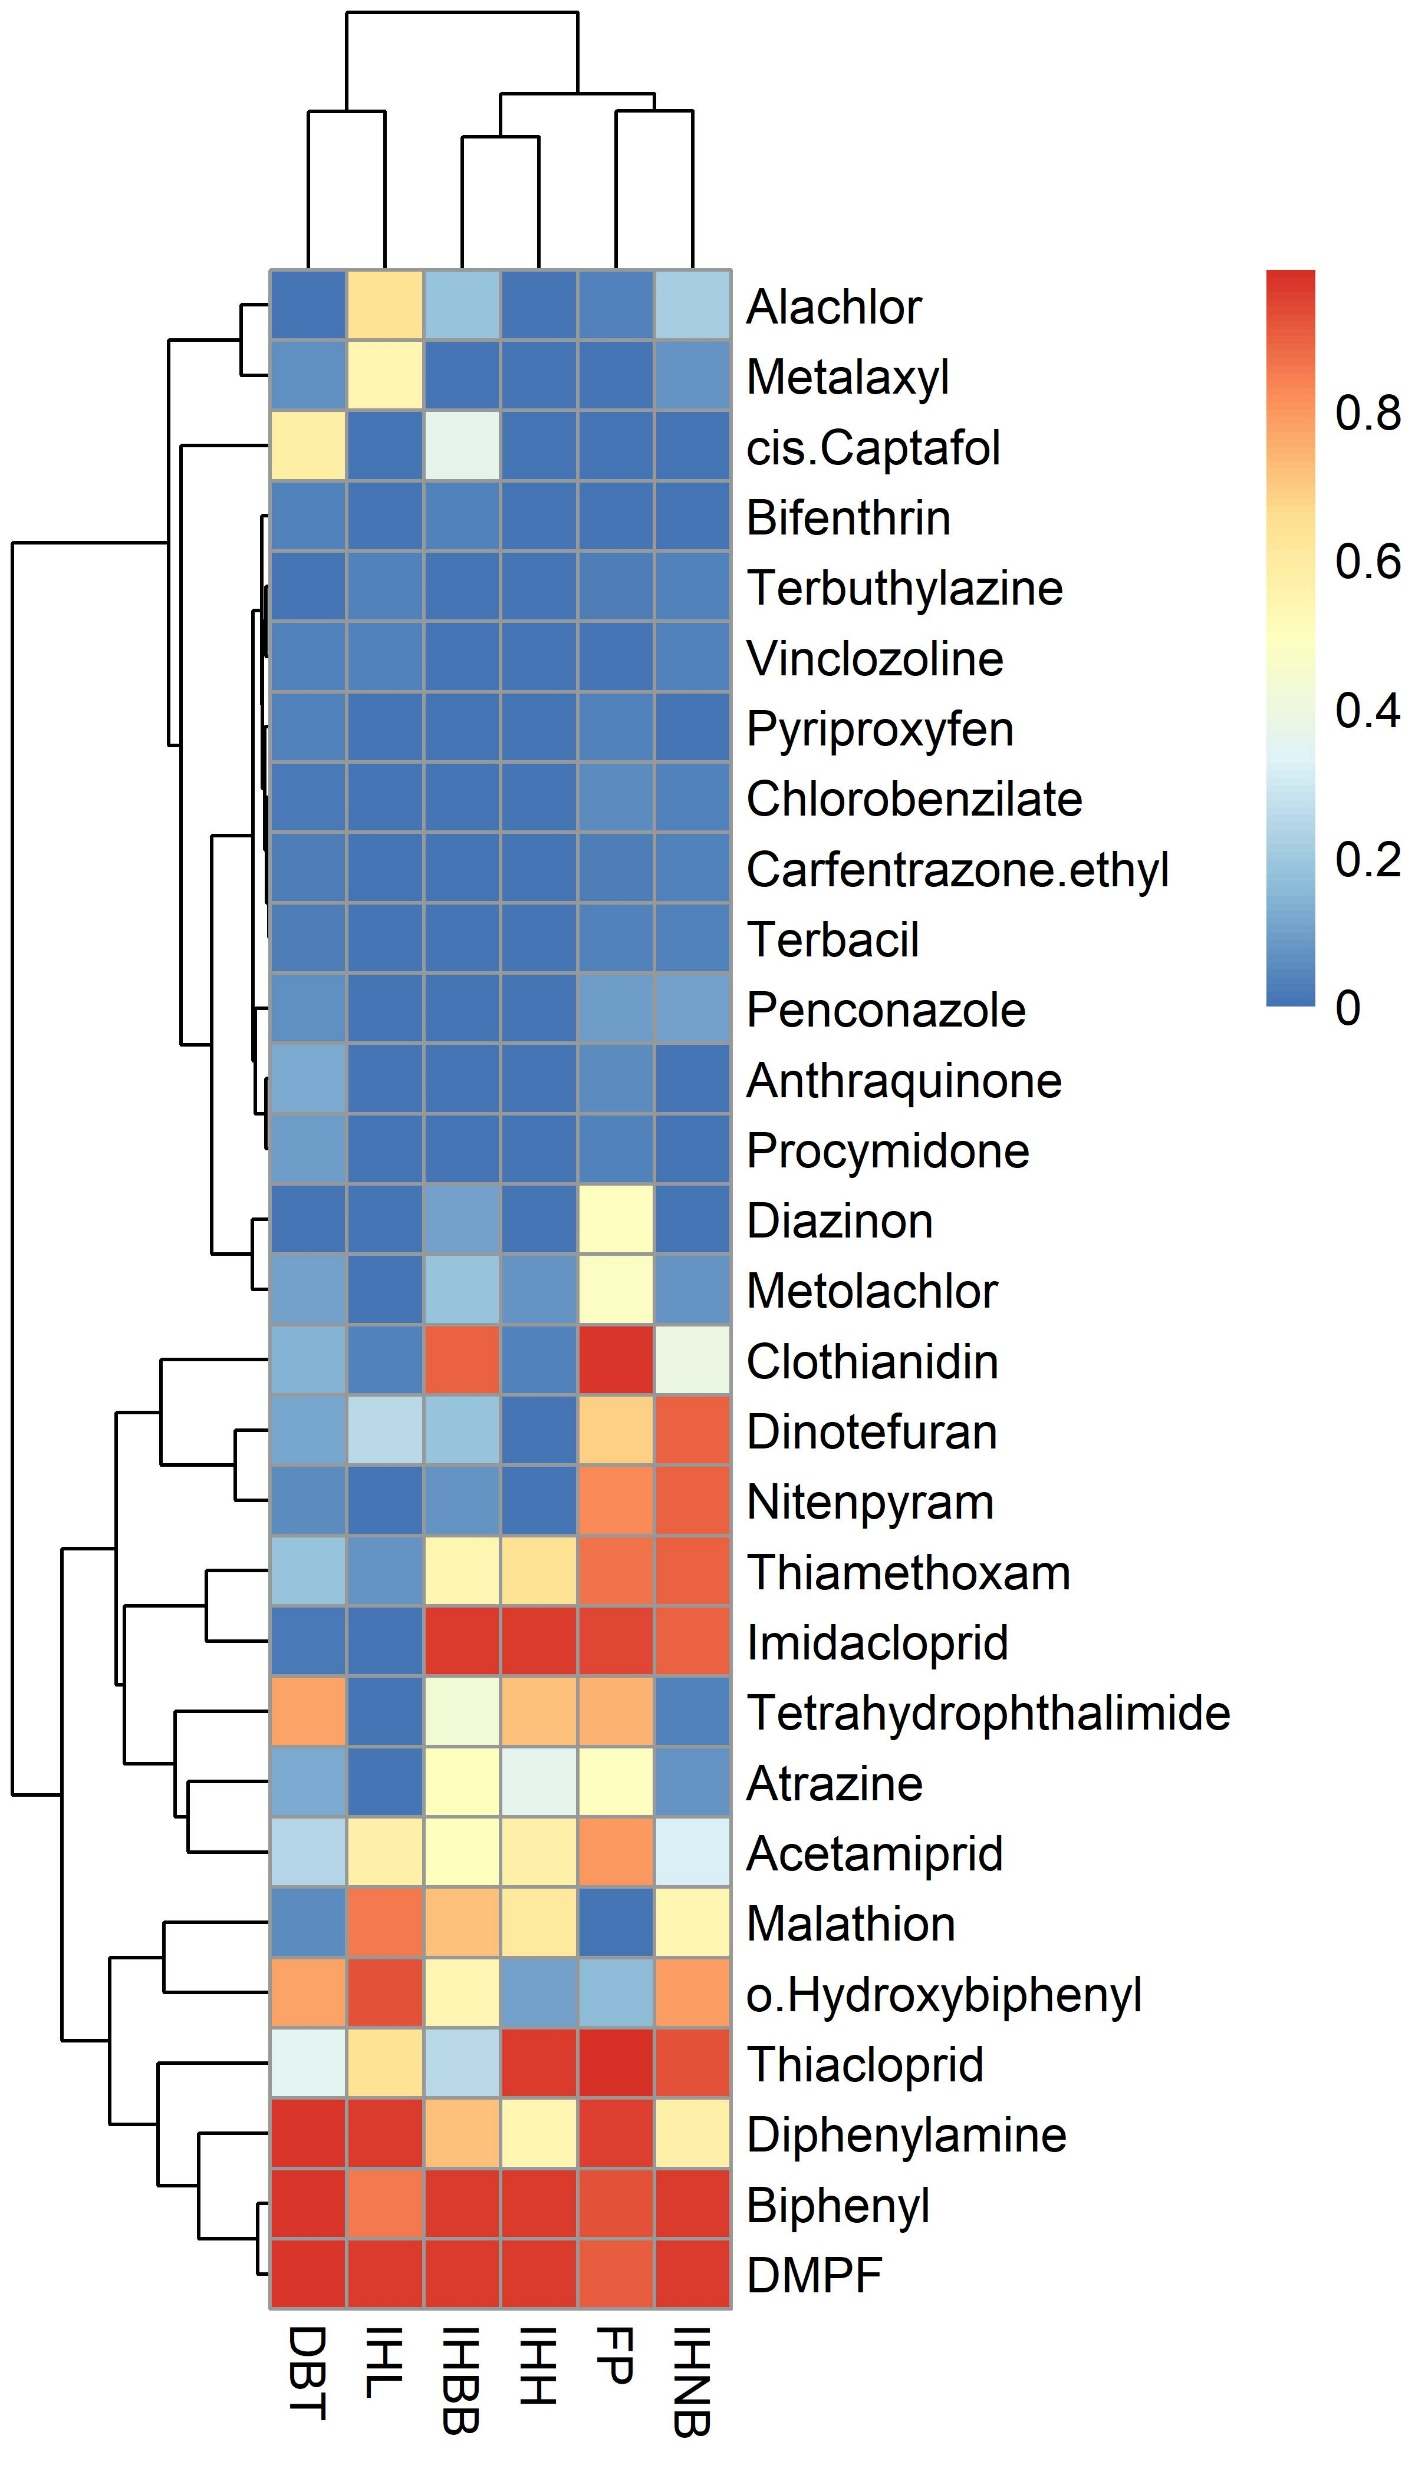 Alachlor
Metalaxyl
cis.Captafol
Bifenthrin
Terbuthylazine
Vinclozoline
Pyriproxyfen
Chlorobenzilate
Carfentrazone.ethyl
Terbacil
Penconazole
Anthraquinone
Procymidone
Diazinon
Metolachlor
Clothianidin
Dinotefuran
Nitenpyram
Thiamethoxam
Imidacloprid
Tetrahydrophthalimide
Atrazine
Acetamiprid
Malathion
o.Hydroxybiphenyl
Thiacloprid
Diphenylamine
Biphenyl
DMPF
DBT
IHL
IHBB
IHH
FP
IHNB
0.8
0.6
0.4
0.2
0